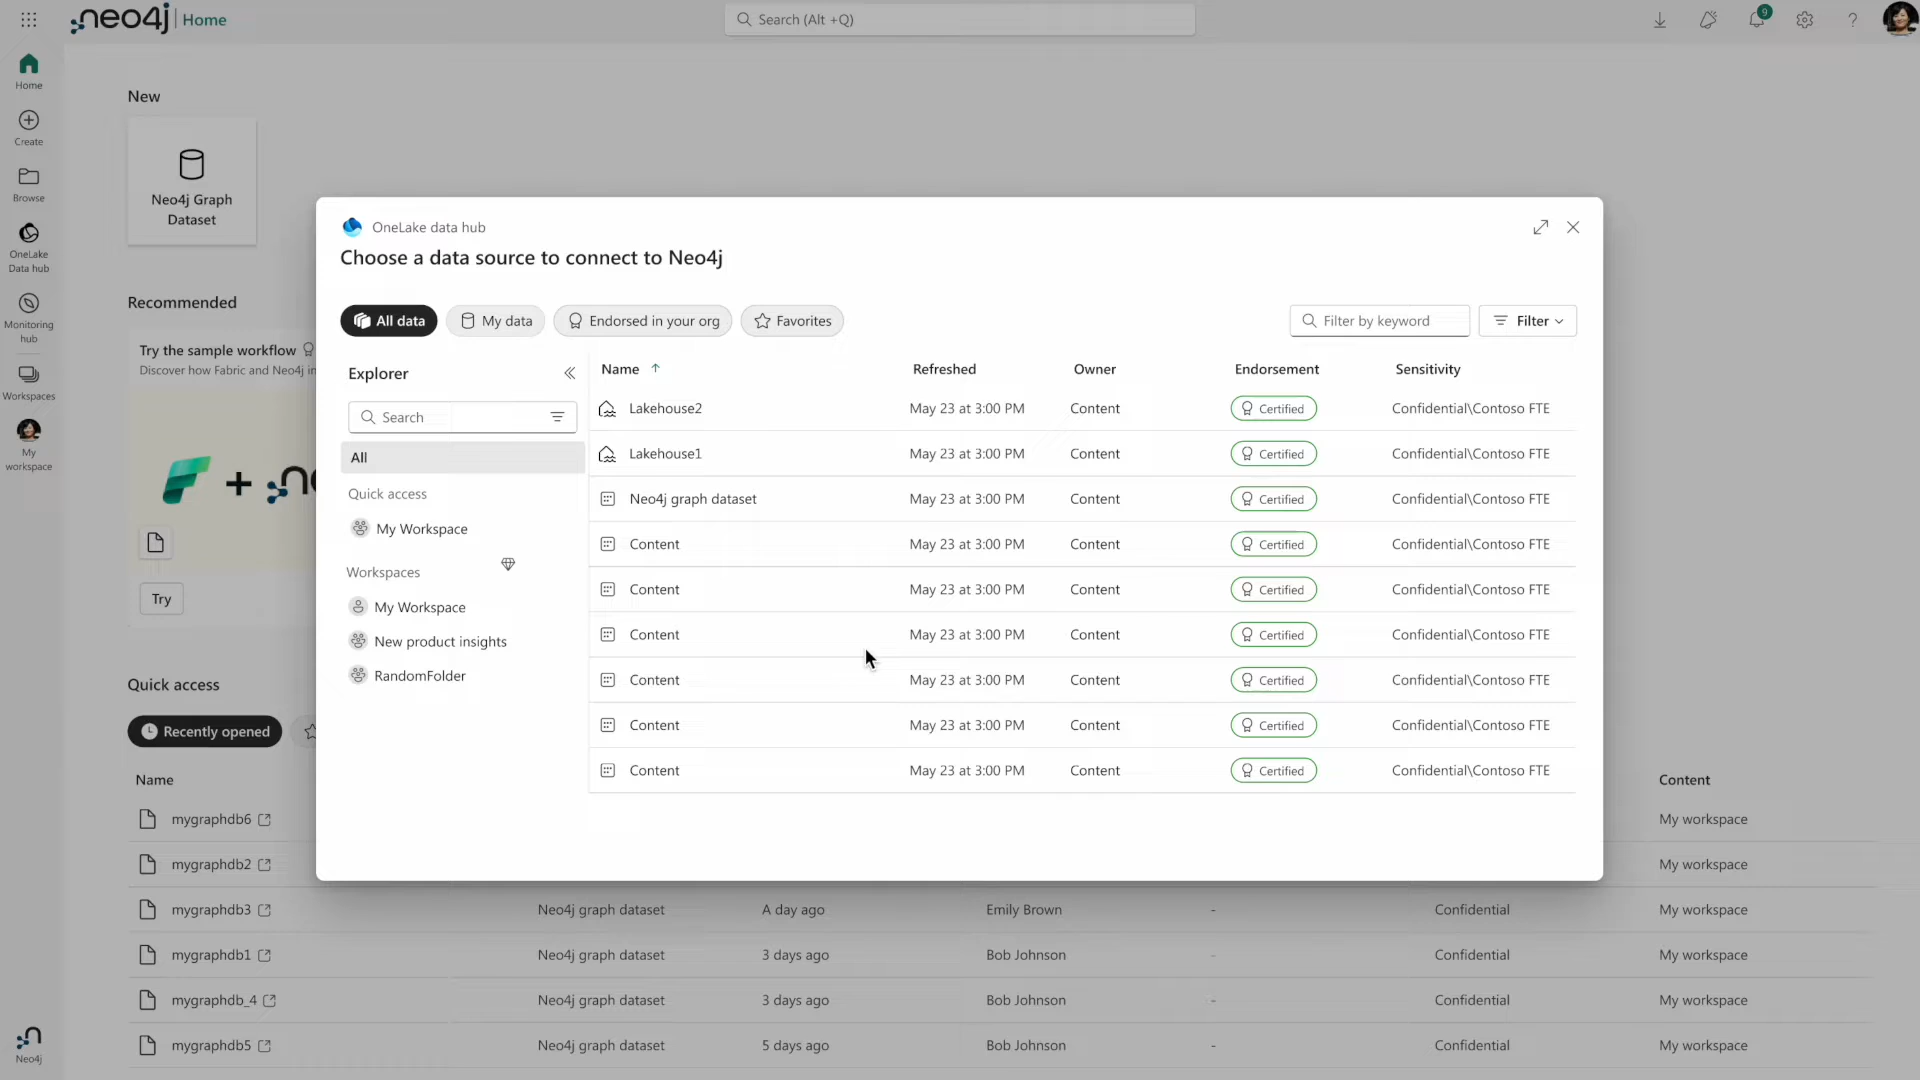 neo4j | Home
Search (Alt +Q)
9
Home
Create
Browse
OneLake
Data hub
Monitoring
hub
Workspaces
My
workspace
Neo4j
New
Neo4j Graph
Dataset
Recommended
Try the sample workflow
Discover how Fabric and Neo4j in
+
Try
Quick access
Recently opened
Name
Content
mygraphdb6
My workspace
mygraphdb2
My workspace
mygraphdb3 Neo4j graph dataset A day ago Emily Brown - Confidential My workspace
mygraphdb1 Neo4j graph dataset 3 days ago Bob Johnson - Confidential My workspace
mygraphdb_4 Neo4j graph dataset 3 days ago Bob Johnson - Confidential My workspace
mygraphdb5 Neo4j graph dataset 5 days ago Bob Johnson - Confidential My workspace
OneLake data hub
Choose a data source to connect to Neo4j
All data My data Endorsed in your org Favorites
Filter by keyword Filter
Explorer
Search
All
Quick access
My Workspace
Workspaces
My Workspace
New product insights
RandomFolder
Name Refreshed Owner Endorsement Sensitivity
Lakehouse2 May 23 at 3:00 PM Content Certified Confidential\Contoso FTE
Lakehouse1 May 23 at 3:00 PM Content Certified Confidential\Contoso FTE
Neo4j graph dataset May 23 at 3:00 PM Content Certified Confidential\Contoso FTE
Content May 23 at 3:00 PM Content Certified Confidential\Contoso FTE
Content May 23 at 3:00 PM Content Certified Confidential\Contoso FTE
Content May 23 at 3:00 PM Content Certified Confidential\Contoso FTE
Content May 23 at 3:00 PM Content Certified Confidential\Contoso FTE
Content May 23 at 3:00 PM Content Certified Confidential\Contoso FTE
Content May 23 at 3:00 PM Content Certified Confidential\Contoso FTE